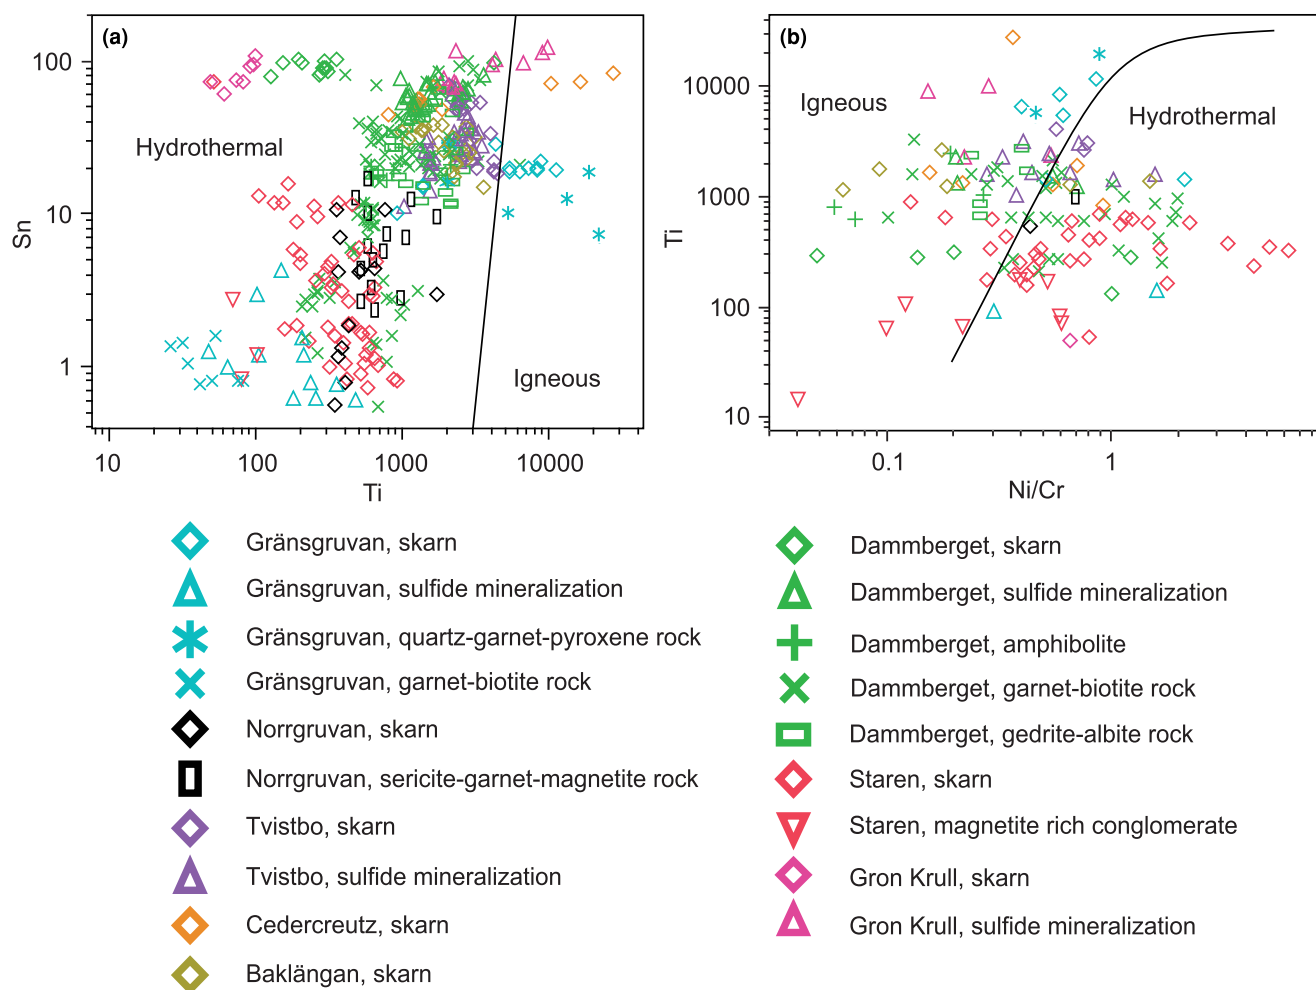 (a)
100
10
1
Sn
Hydrothermal
Igneous
10
100
1000
10000
Ti
(b)
10000
1000
100
10
Ti
Igneous
Hydrothermal
0.1
1
Ni/Cr
Gränsgruvan, skarn
Gränsgruvan, sulfide mineralization
Gränsgruvan, quartz-garnet-pyroxene rock
Gränsgruvan, garnet-biotite rock
Norrgruvan, skarn
Norrgruvan, sericite-garnet-magnetite rock
Tvistbo, skarn
Tvistbo, sulfide mineralization
Cedercreutz, skarn
Baklängan, skarn
Dammberget, skarn
Dammberget, sulfide mineralization
Dammberget, amphibolite
Dammberget, garnet-biotite rock
Dammberget, gedrite-albite rock
Staren, skarn
Staren, magnetite rich conglomerate
Gron Krull, skarn
Gron Krull, sulfide mineralization